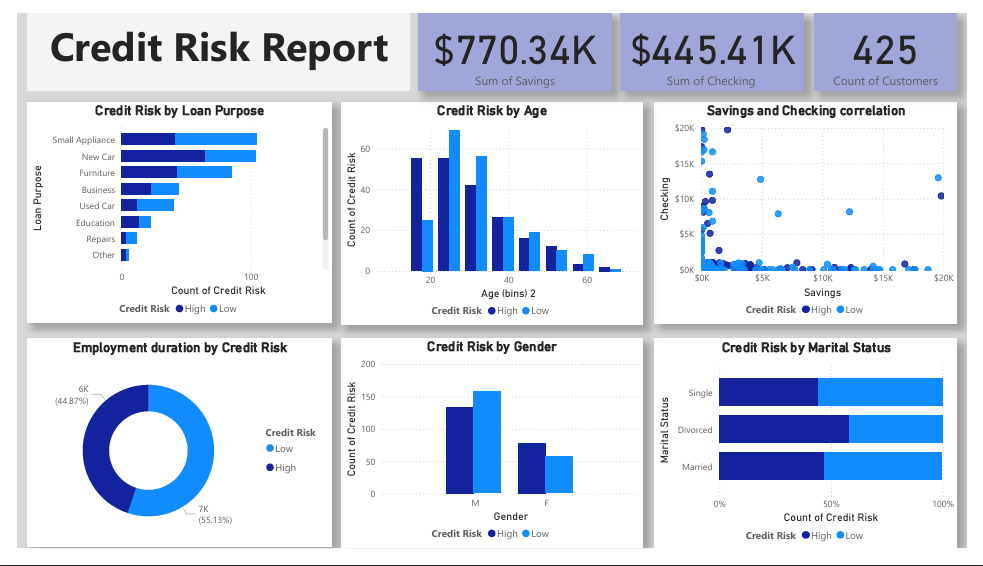 Credit Risk Report
$770.34K
Sum of Savings
$445.41K
Sum of Checking
425
Count of Customers
Credit Risk by Loan Purpose
Loan Purpose
Small Appliance
New Car
Furniture
Business
Used Car
Education
Repairs
Other
0 100
Count of Credit Risk
Credit Risk High Low
Credit Risk by Age
Count of Credit Risk
60
40
20
0
20 40 60
Age (bins) 2
Credit Risk High Low
Savings and Checking correlation
Checking
$20K
$15K
$10K
$5K
$0K
$0K $5K $10K $15K $20K
Savings
Credit Risk High Low
Employment duration by Credit Risk
6K
(44.87%)
7K
(55.13%)
Credit Risk
Low
High
Credit Risk by Gender
Count of Credit Risk
200
150
100
50
0
M F
Gender
Credit Risk High Low
Credit Risk by Marital Status
Marital Status
Single
Divorced
Married
0% 50% 100%
Count of Credit Risk
Credit Risk High Low